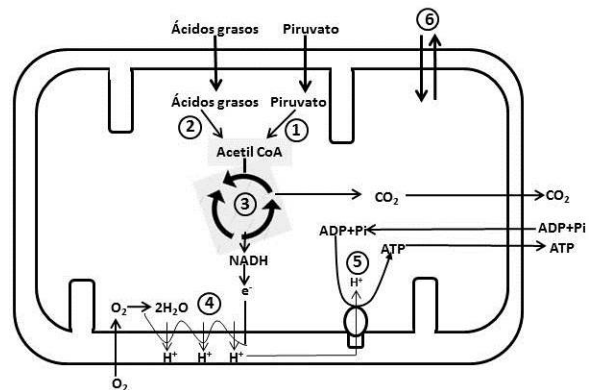 ⑥
Ácidos grasos Piruvato
Ácidos grasos Piruvato
② ①
Acetil CoA
③
CO₂ CO₂
ADP+Pi ADP+Pi
ATP ATP
NADH
⑤
H⁺
e⁻
O₂ 2H₂O ④
H⁺ H⁺ H⁺
O₂